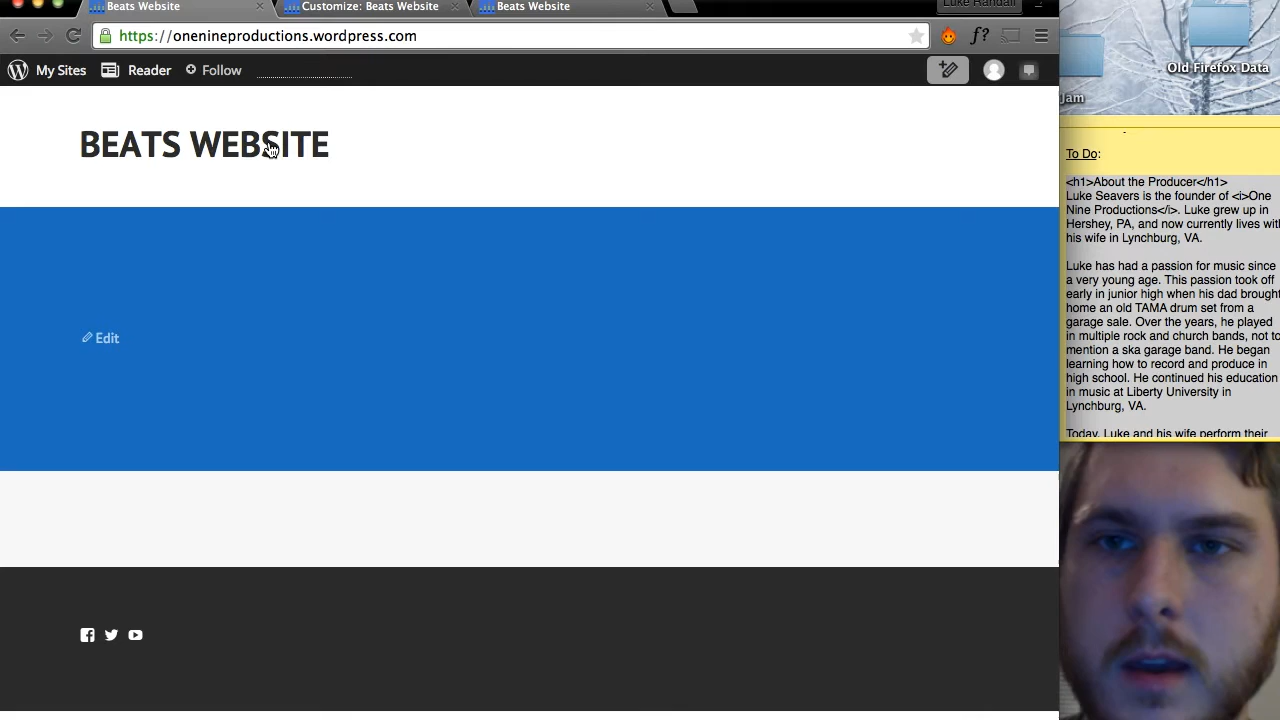 Beats Website
Customize: Beats Website
Beats Website
Luke Randall
https://onenineproductions.wordpress.com
f?
My Sites
Reader
Follow
BEATS WEBSITE
Edit
Old Firefox Data
Jam
To Do:
<h1>About the Producer</h1>
Luke Seavers is the founder of <i>One
Nine Productions</i>. Luke grew up in
Hershey, PA, and now currently lives with
his wife in Lynchburg, VA.
Luke has had a passion for music since
a very young age. This passion took off
early in junior high when his dad brought
home an old TAMA drum set from a
garage sale. Over the years, he played
in multiple rock and church bands, not to
mention a ska garage band. He began
learning how to record and produce in
high school. He continued his education
in music at Liberty University in
Lynchburg, VA.
Today, Luke and his wife perform their